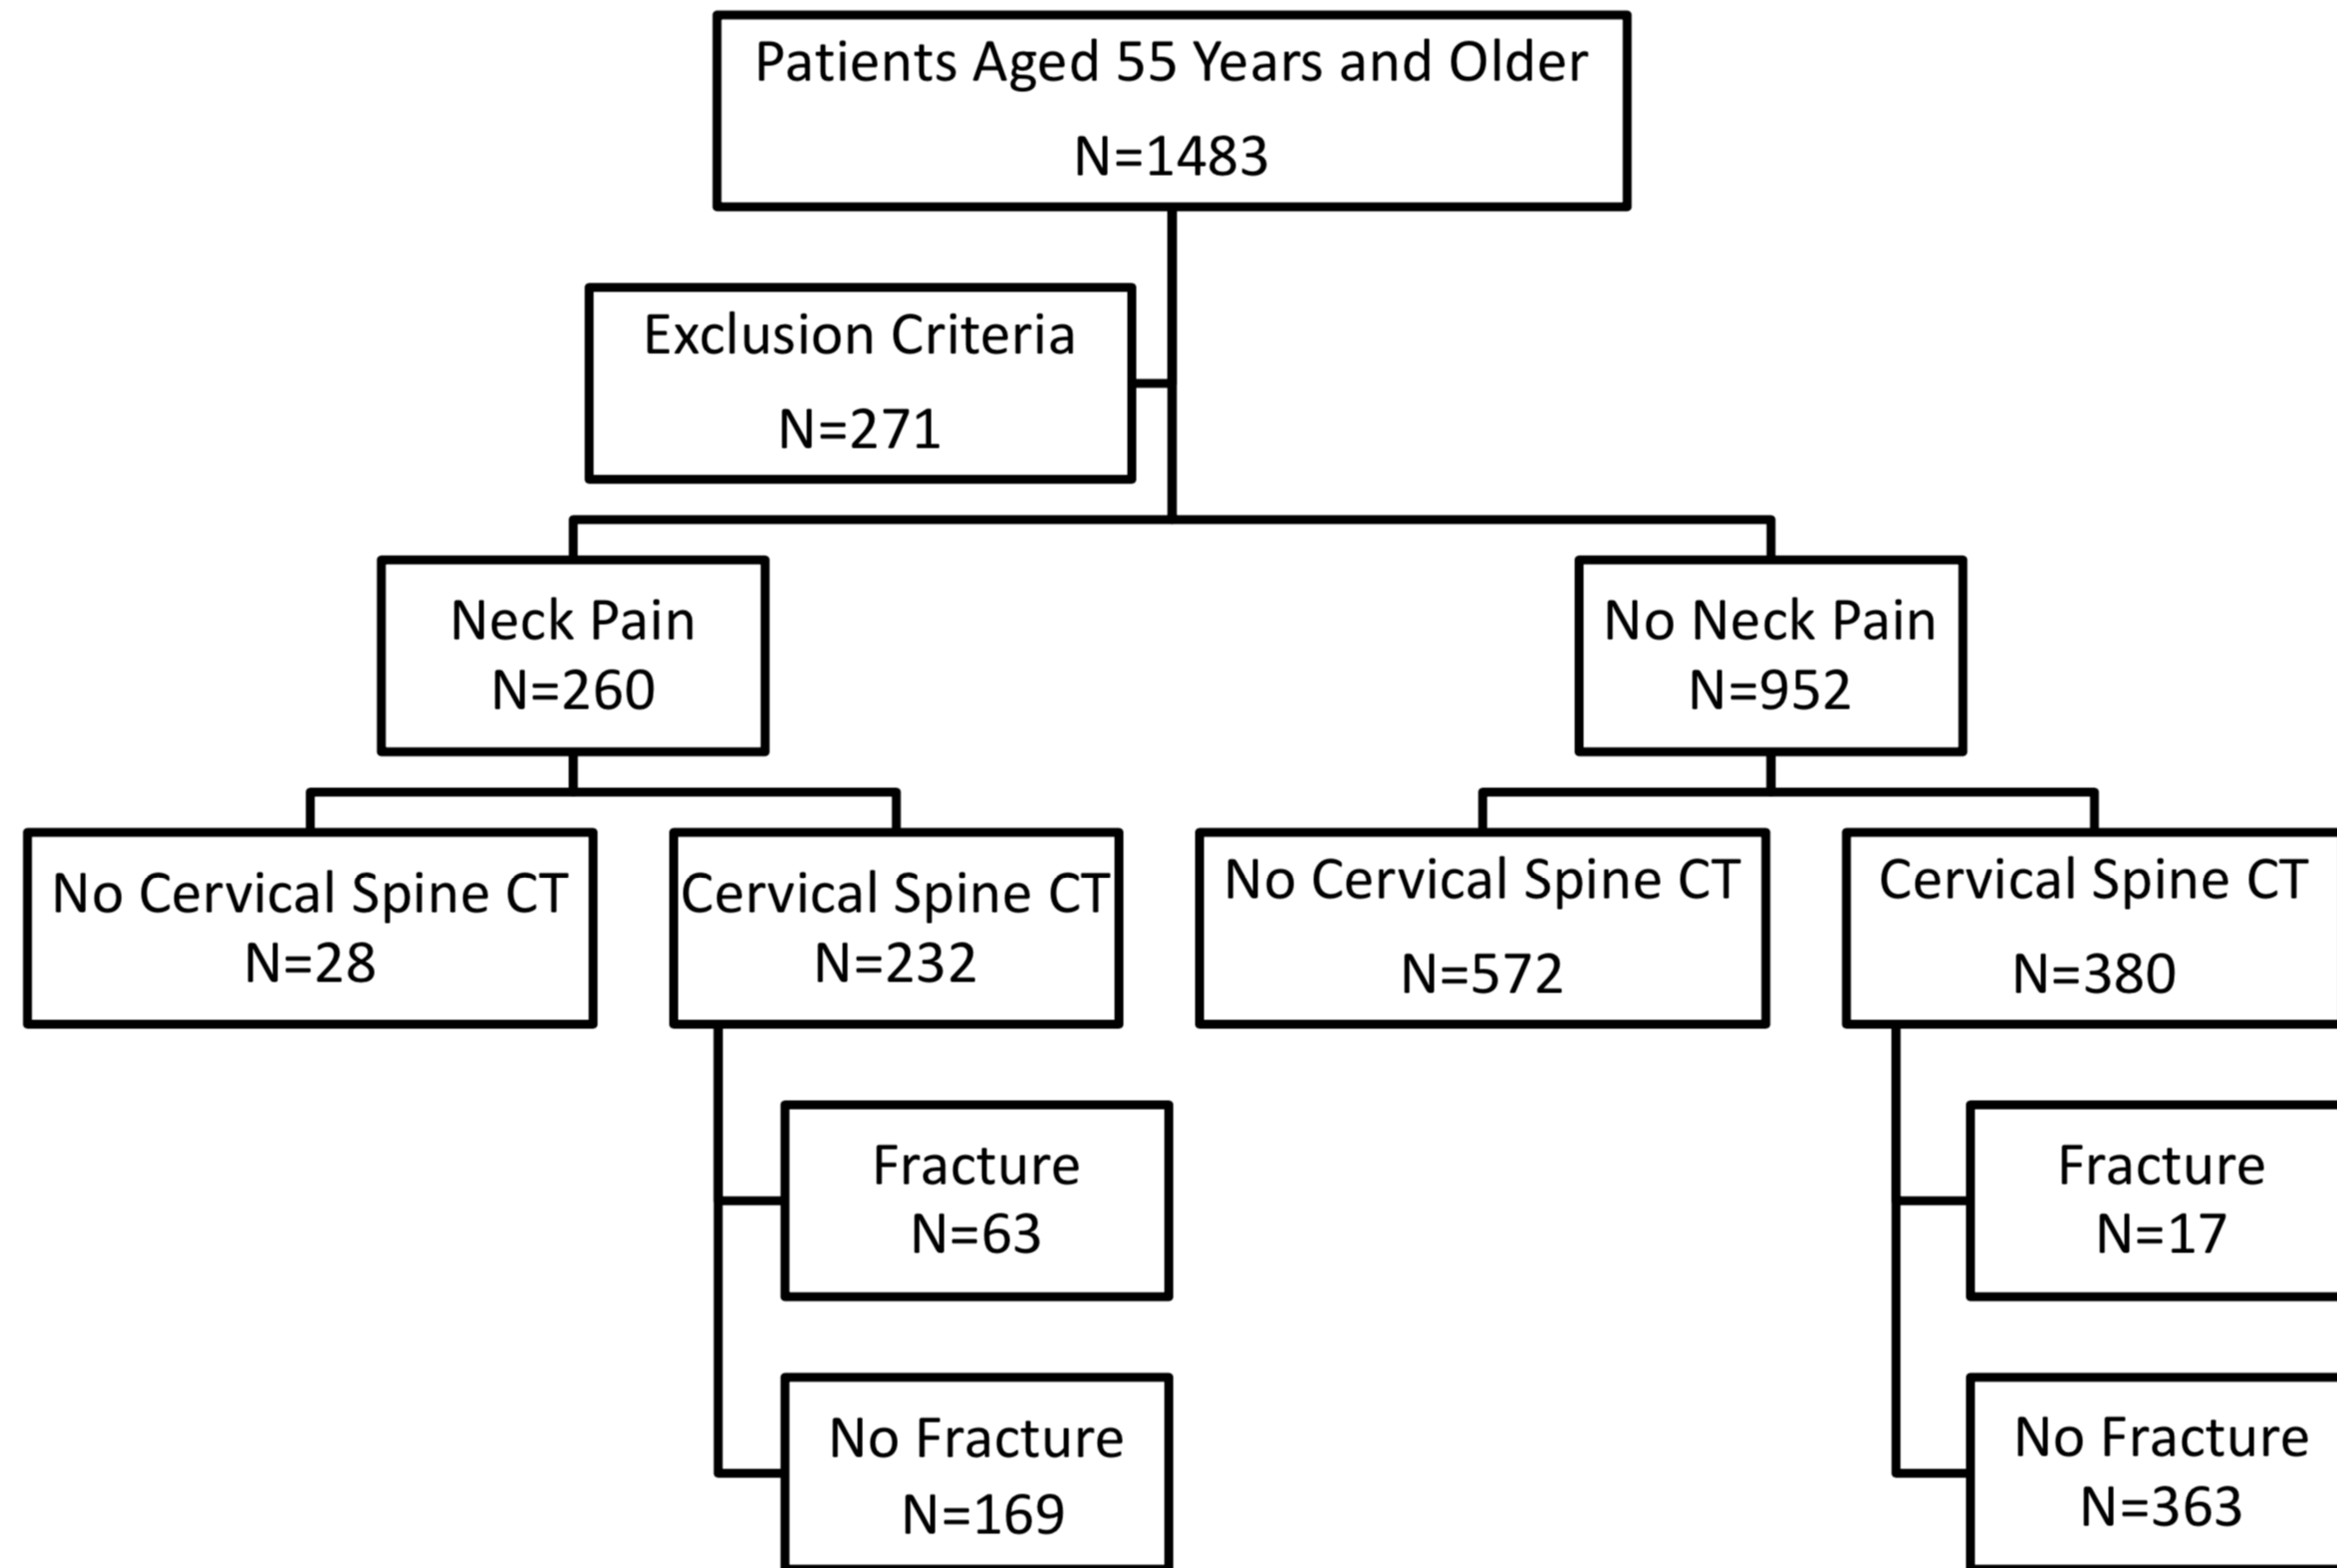 Patients Aged 55 Years and Older
N=1483
Exclusion Criteria
N=271
Neck Pain
N=260
No Neck Pain
N=952
No Cervical Spine CT
N=28
Cervical Spine CT
N=232
No Cervical Spine CT
N=572
Cervical Spine CT
N=380
Fracture
N=63
Fracture
N=17
No Fracture
N=169
No Fracture
N=363